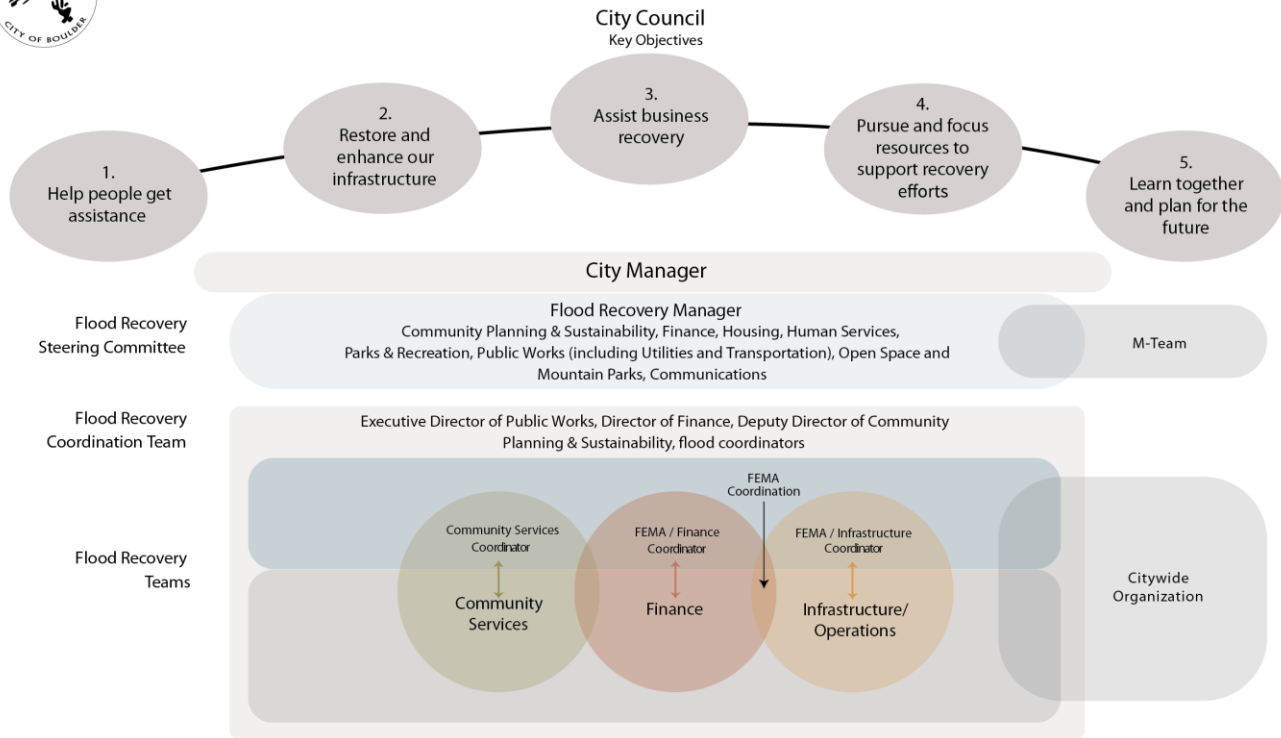 CITY OF BOULDER
City Council
Key Objectives
1.
Help people get
assistance
2.
Restore and
enhance our
infrastructure
3.
Assist business
recovery
4.
Pursue and focus
resources to
support recovery
efforts
5.
Learn together
and plan for the
future
City Manager
Flood Recovery
Steering Committee
Flood Recovery Manager
Community Planning & Sustainability, Finance, Housing, Human Services,
Parks & Recreation, Public Works (including Utilities and Transportation), Open Space and
Mountain Parks, Communications
M-Team
Flood Recovery
Coordination Team
Executive Director of Public Works, Director of Finance, Deputy Director of Community
Planning & Sustainability, flood coordinators
FEMA
Coordination
Flood Recovery
Teams
Community Services
Coordinator
Community
Services
FEMA / Finance
Coordinator
Finance
FEMA / Infrastructure
Coordinator
Infrastructure/
Operations
Citywide
Organization